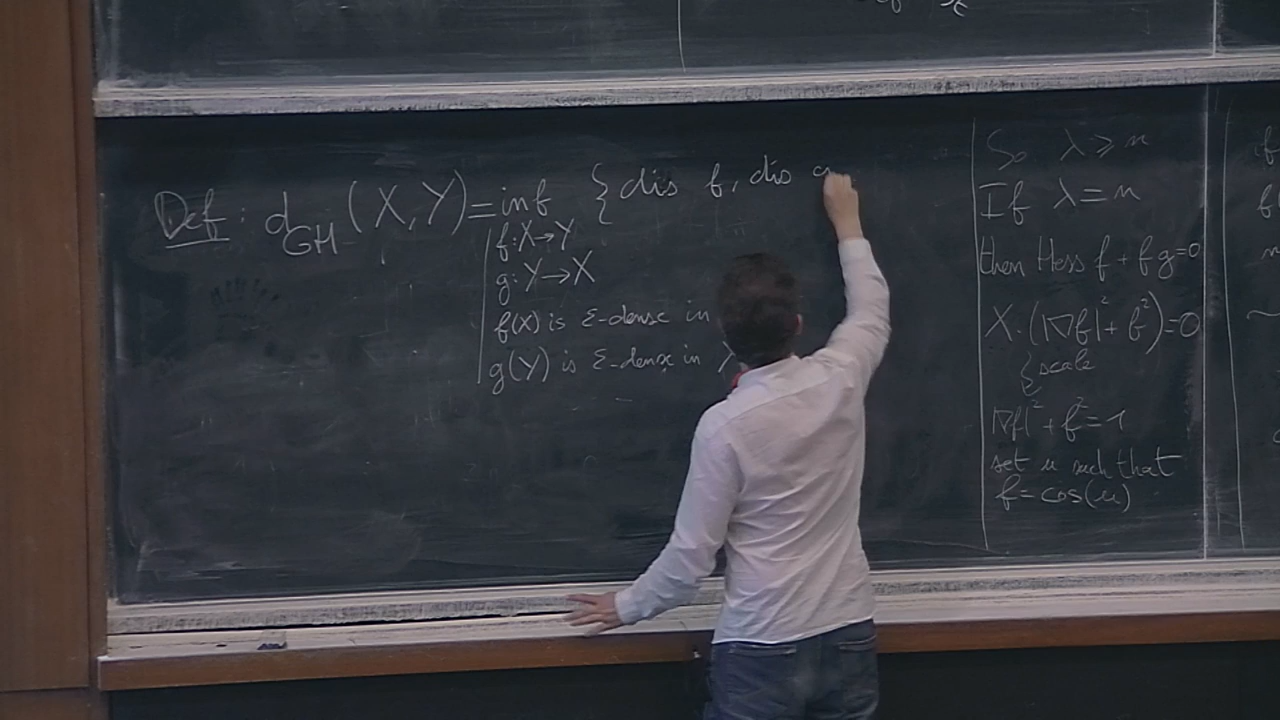 Def: d_GH (X,Y) = inf { dis f, dis g
f: X→Y
g: Y→X
f(X) is ε-dense in
g(Y) is ε-dense in
So λ ≥ n
If λ = n
then Hess f + f g = 0
X·(|∇f|² + f²) = 0
scale
|∇f|² + f² = 1
set u such that
f = cos(u)
if